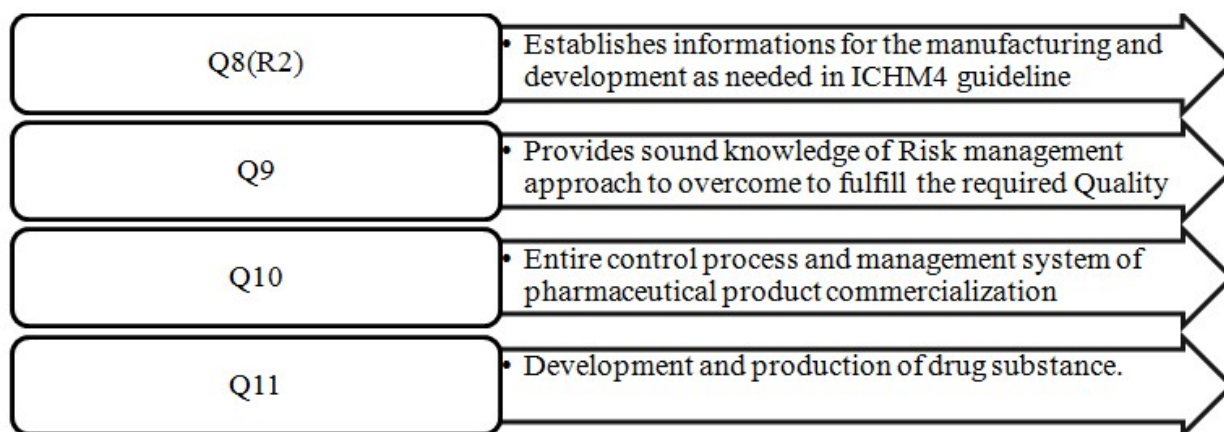 Q8(R2)
• Establishes informations for the manufacturing and
development as needed in ICHM4 guideline
Q9
• Provides sound knowledge of Risk management
approach to overcome to fulfill the required Quality
Q10
• Entire control process and management system of
pharmaceutical product commercialization
Q11
• Development and production of drug substance.